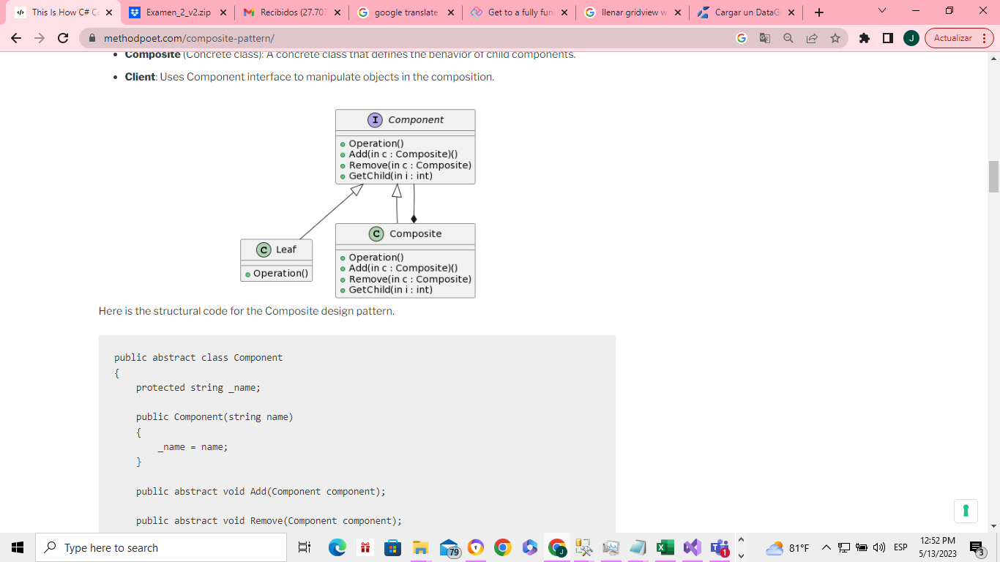 This Is How C# Co
Examen_2_v2.zip
Recibidos (27.707
google translate
Get to a fully fun
llenar gridview w
Cargar un DataG
methodpoet.com/composite-pattern/
J
Actualizar
Composite (Concrete class): A concrete class that defines the behavior of child components.
Client: Uses Component interface to manipulate objects in the composition.
I Component
Operation()
Add(in c : Composite)()
Remove(in c : Composite)
GetChild(in i : int)
C Leaf
Operation()
C Composite
Operation()
Add(in c : Composite)()
Remove(in c : Composite)
GetChild(in i : int)
Here is the structural code for the Composite design pattern.
public abstract class Component
{
protected string _name;
public Component(string name)
{
_name = name;
}
public abstract void Add(Component component);
public abstract void Remove(Component component);
Type here to search
79
J
1
81°F
ESP
12:52 PM
5/13/2023
3